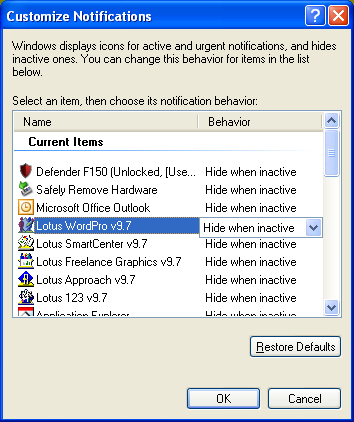 Customize Notifications
Windows displays icons for active and urgent notifications, and hides
inactive ones. You can change this behavior for items in the list
below.
Select an item, then choose its notification behavior:
Name Behavior
Current Items
Defender F150 (Unlocked, [Use... Hide when inactive
Safely Remove Hardware Hide when inactive
Microsoft Office Outlook Hide when inactive
Lotus WordPro v9.7 Hide when inactive
Lotus SmartCenter v9.7 Hide when inactive
Lotus Freelance Graphics v9.7 Hide when inactive
Lotus Approach v9.7 Hide when inactive
Lotus 123 v9.7 Hide when inactive
Application Explorer Hide when inactive
Restore Defaults
OK Cancel